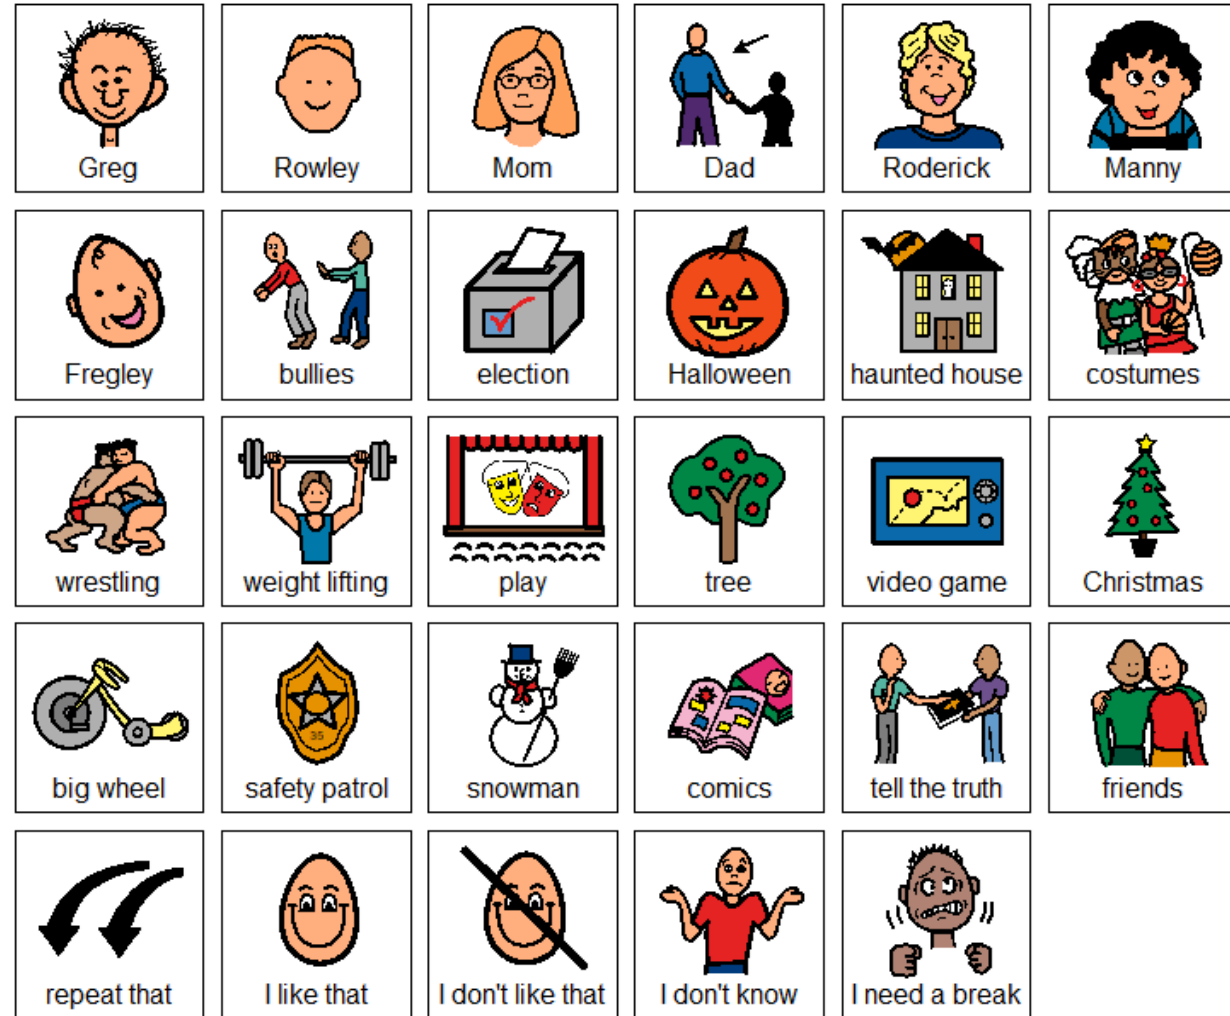 Greg
Rowley
Mom
Dad
Roderick
Manny
Fregley
bullies
election
Halloween
haunted house
costumes
wrestling
weight lifting
play
tree
video game
Christmas
35
big wheel
safety patrol
snowman
comics
tell the truth
friends
repeat that
I like that
I don't like that
I don't know
I need a break